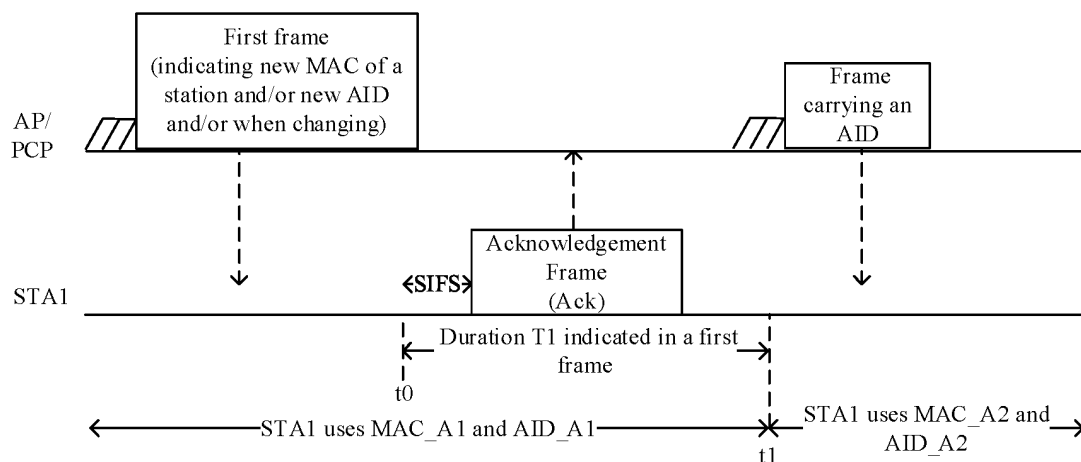 First frame
(indicating new MAC of a
station and/or new AID
and/or when changing)
Frame
carrying an
AID
AP/
PCP
Acknowledgement
Frame
(Ack)
SIFS
STA1
Duration T1 indicated in a first
frame
t0
STA1 uses MAC_A1 and AID_A1
STA1 uses MAC_A2 and
AID_A2
t1